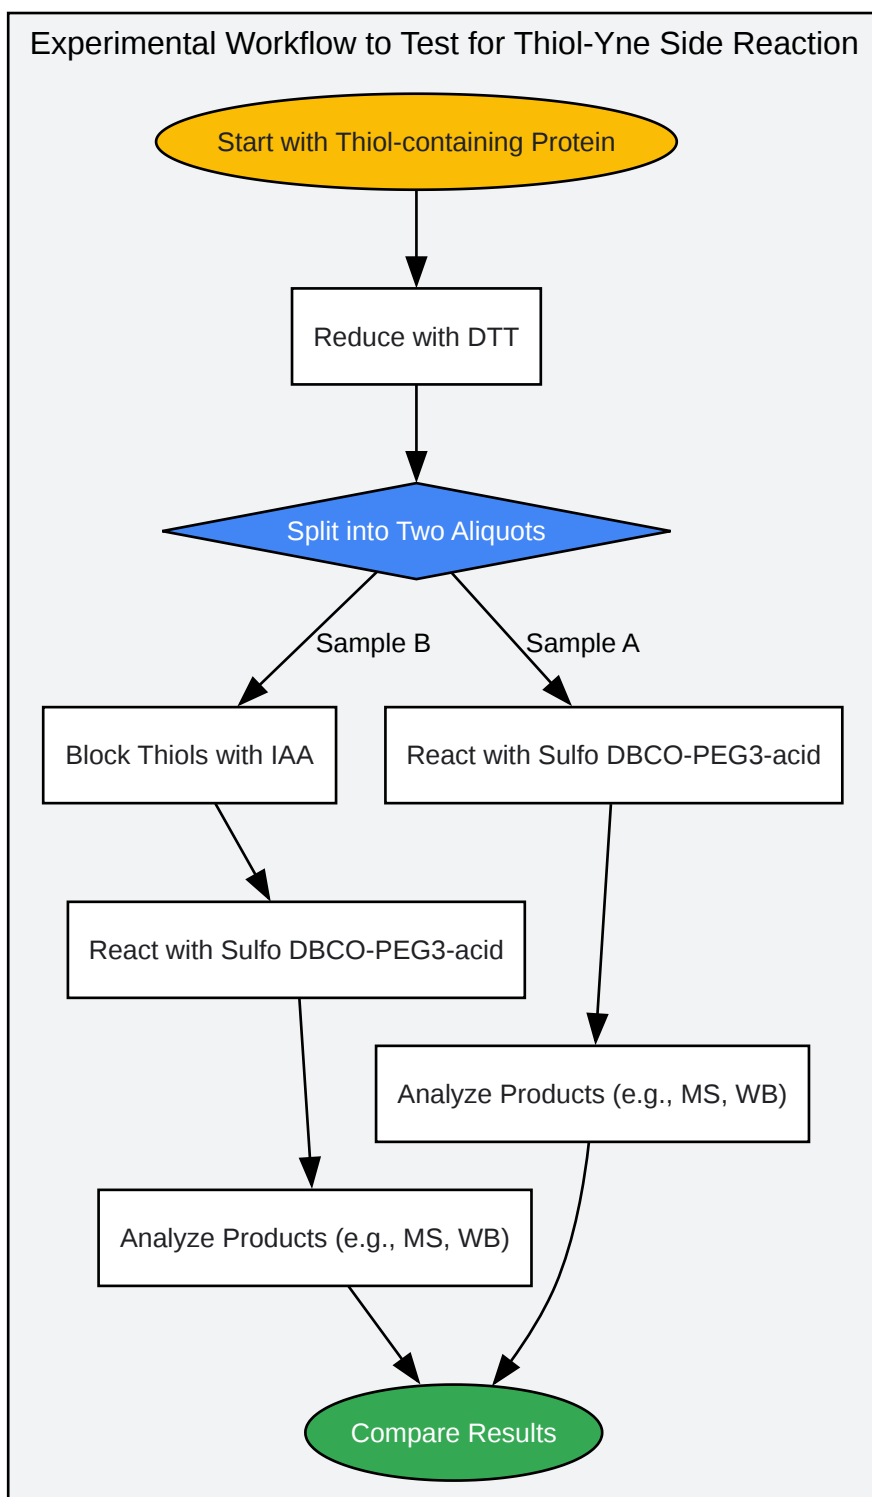 Experimental Workflow to Test for Thiol-Yne Side Reaction
Start with Thiol-containing Protein
Reduce with DTT
Split into Two Aliquots
Sample B
Sample A
Block Thiols with IAA
React with Sulfo DBCO-PEG3-acid
React with Sulfo DBCO-PEG3-acid
Analyze Products (e.g., MS, WB)
Analyze Products (e.g., MS, WB)
Compare Results